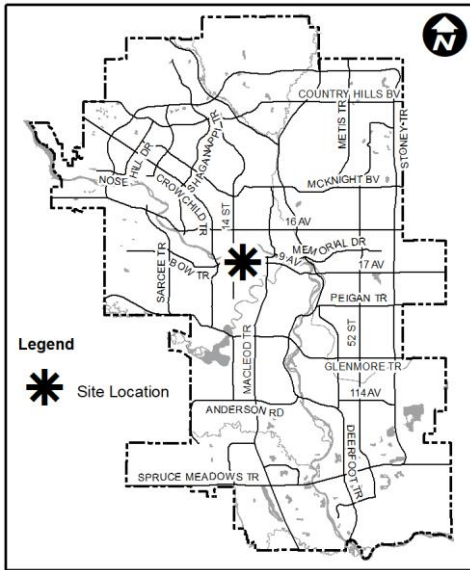 N
COUNTRY HILLS BV
METIS TR
STONEY TR
SHAGANAPPI TR
NOSE HILL DR
CROWCHILD TR
MCKNIGHT BV
14 ST
16 AV
MEMORIAL DR
9 AV
17 AV
SARCEE TR
BOW TR
PEIGAN TR
MACLEOD TR
52 ST
GLENMORE TR
Legend
Site Location
114 AV
ANDERSON RD
DEERFOOT TR
SPRUCE MEADOWS TR